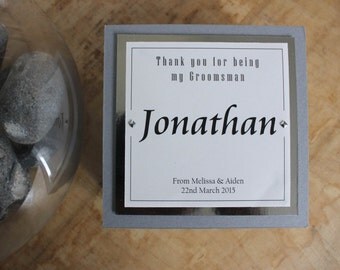 Thank you for being
my Groomsman
Jonathan
From Melissa & Aiden
22nd March 2015